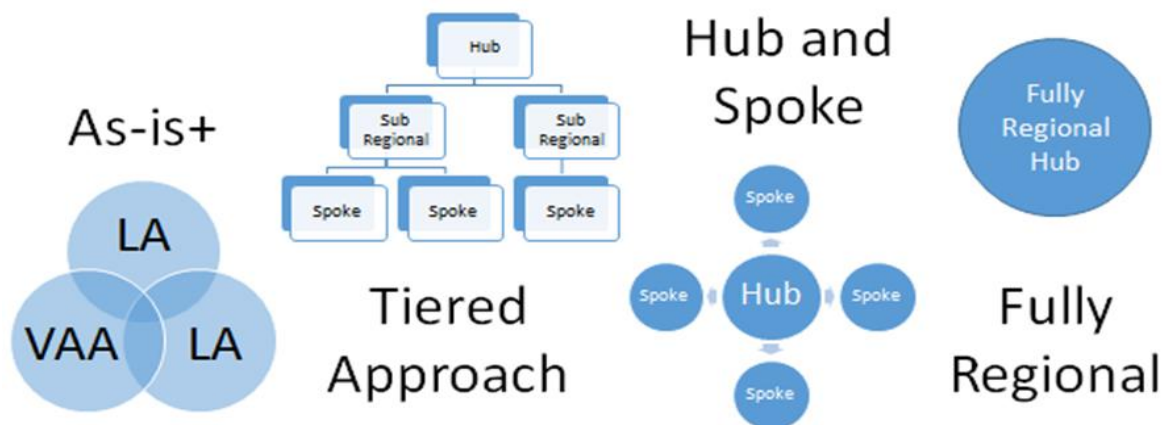 As-is+
LA
VAA
LA
Hub
Sub
Regional
Sub
Regional
Spoke
Spoke
Spoke
Tiered
Approach
Hub and
Spoke
Spoke
Spoke
Hub
Spoke
Spoke
Fully
Regional
Hub
Fully
Regional